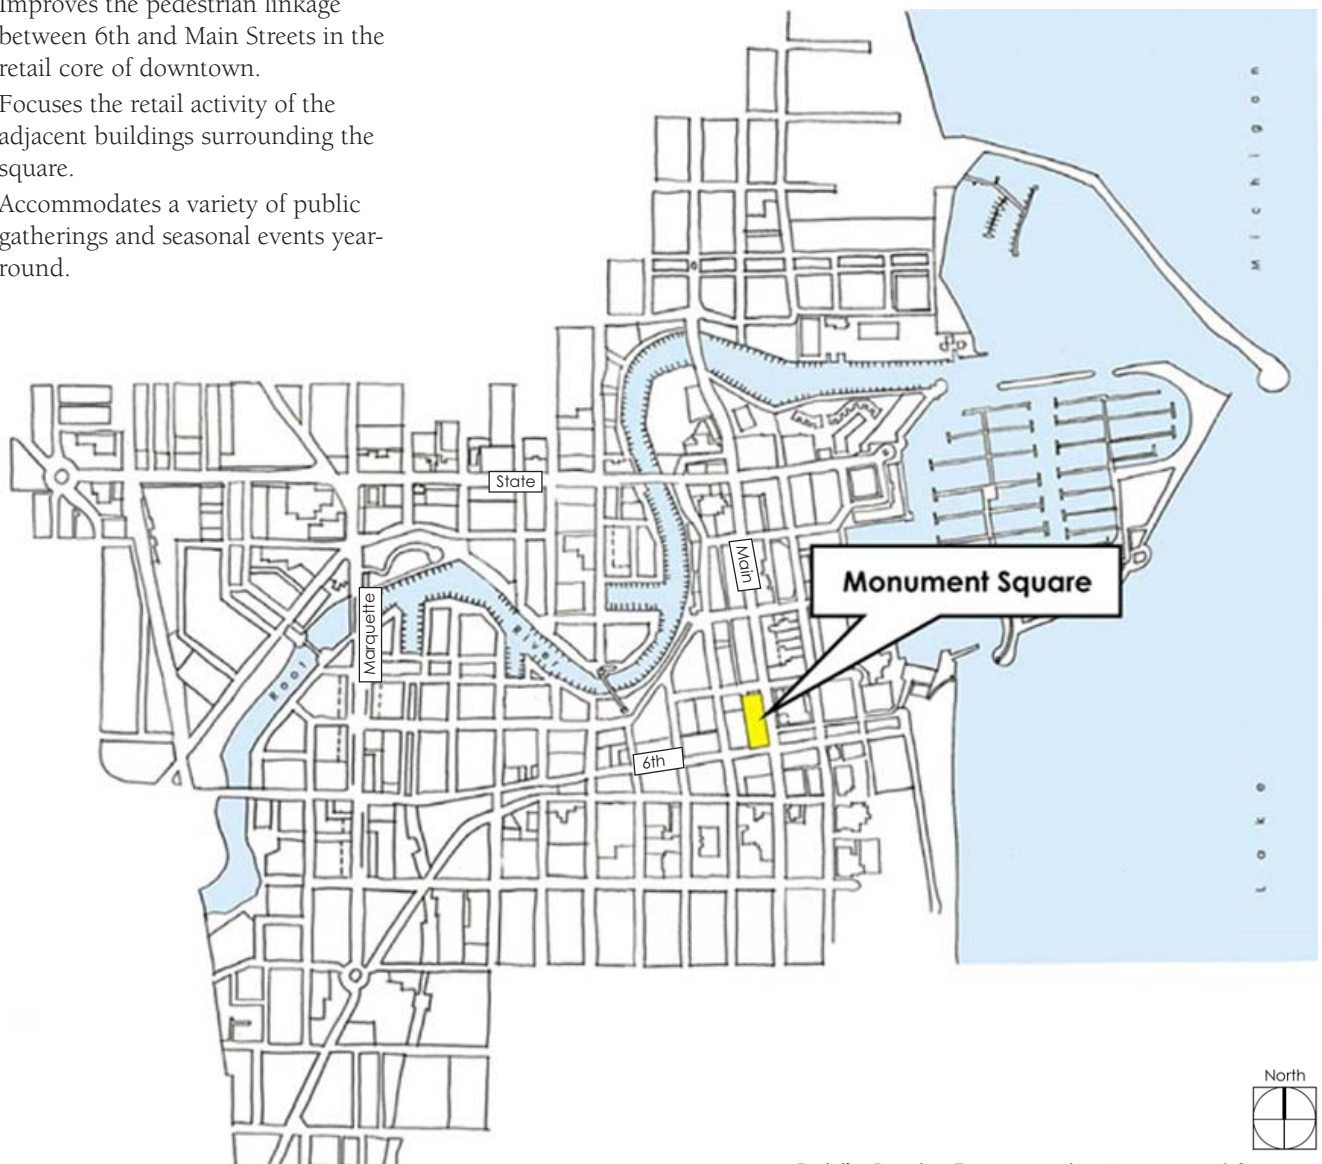 Improves the pedestrian linkage
between 6th and Main Streets in the
retail core of downtown.
Focuses the retail activity of the
adjacent buildings surrounding the
square.
Accommodates a variety of public
gatherings and seasonal events year-
round.
Michigan
State
Main
Monument Square
Marquette
River
Root
6th
Lake
North